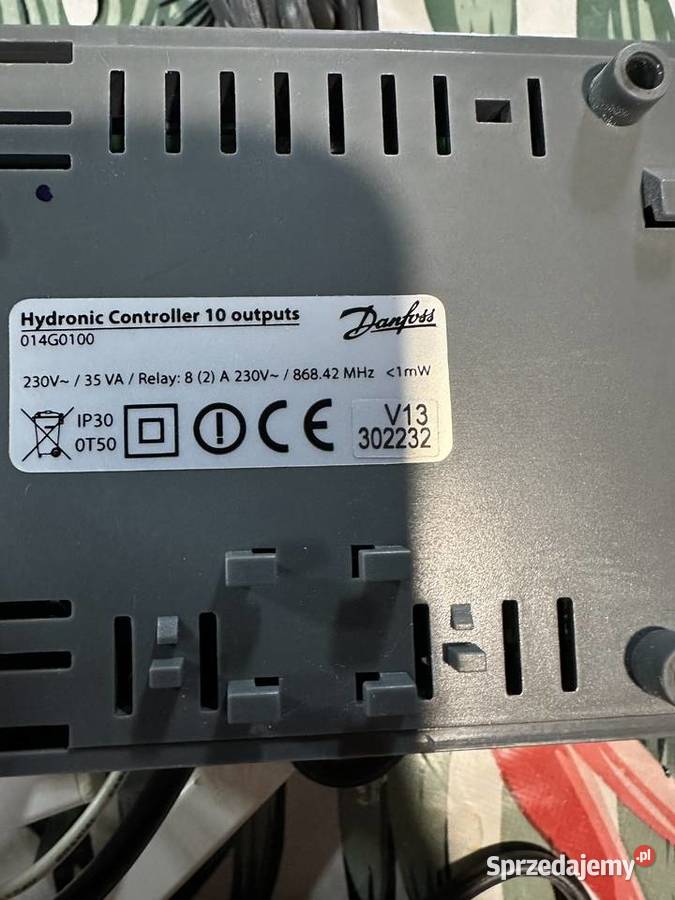 Hydronic Controller 10 outputs
014G0100
Danfoss
230V~ / 35 VA / Relay: 8 (2) A 230V~ / 868.42 MHz <1mW
IP30
0T50
CE
V13
302232
Sprzedajemy.pl